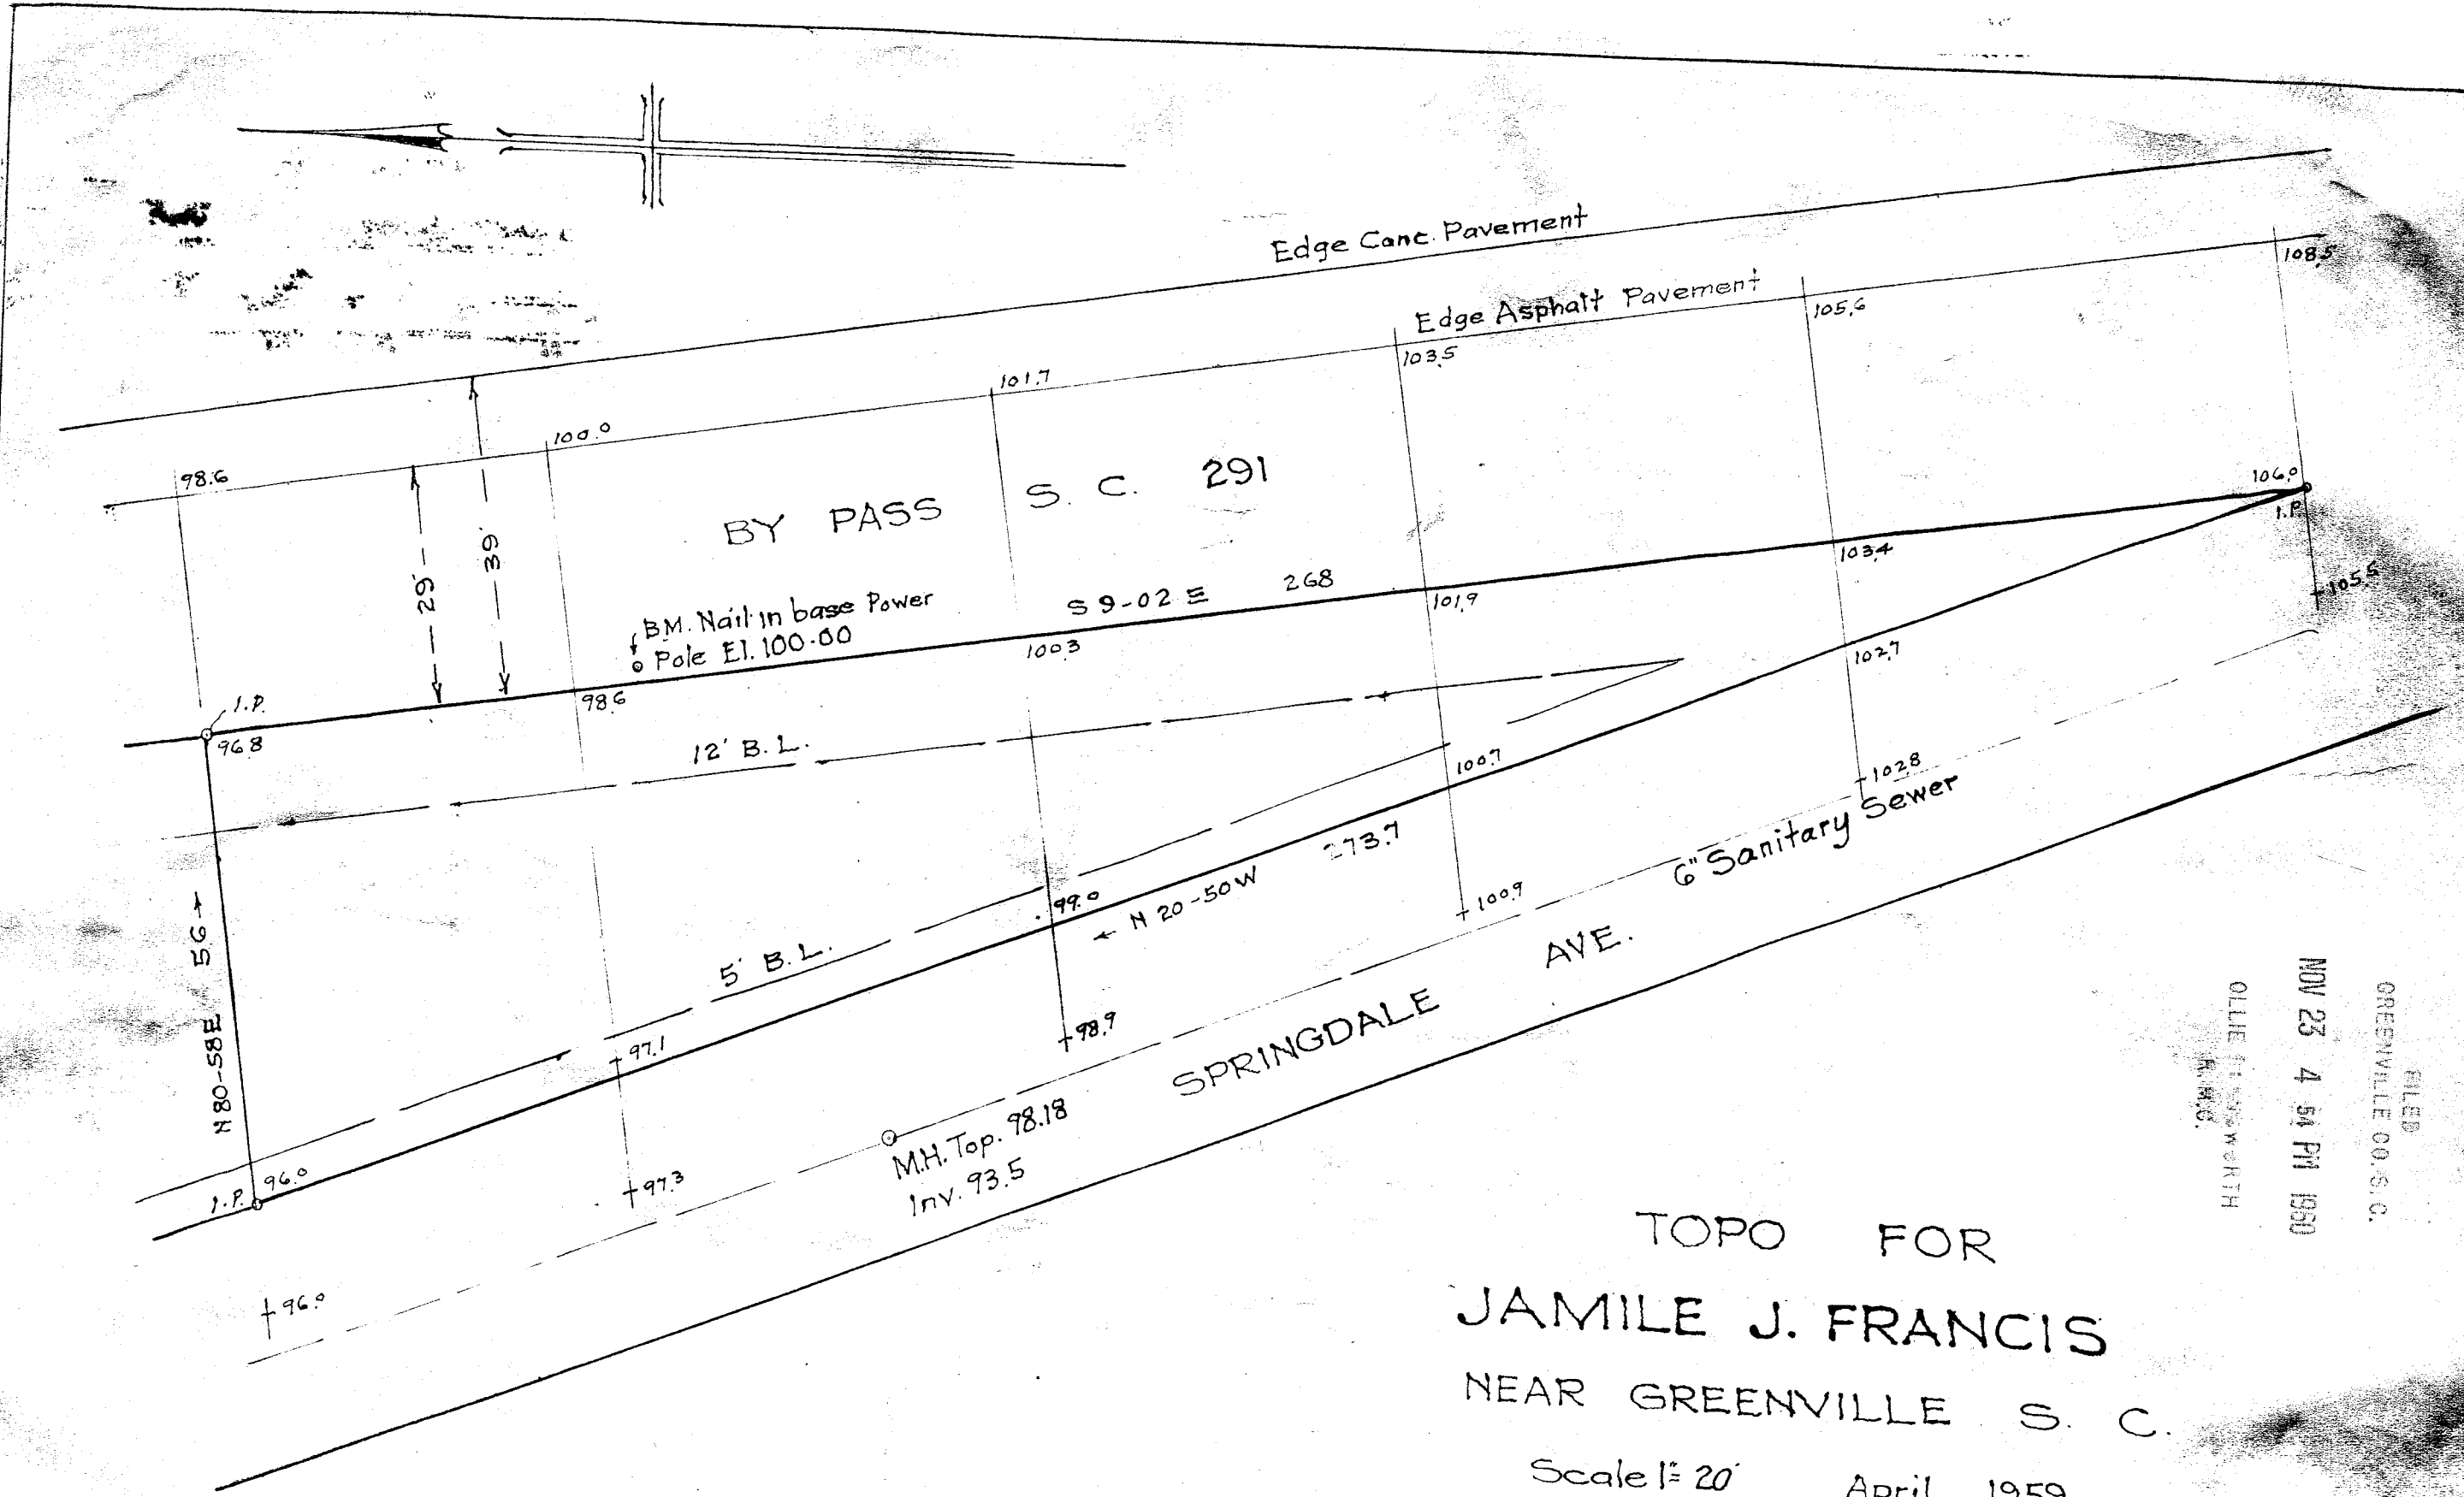 Edge Conc. Pavement
Edge Asphalt Pavement
108.5
105.6
103.5
101.7
100.0
98.6
29'
39'
BY PASS S. C. 291
B.M. Nail in base Power
Pole El. 100.00
S 9-02 E 268
106.0
I.P.
105.5
103.4
101.9
100.3
98.6
I.P.
96.8
12' B.L.
102.7
100.7
99.0
97.1
273.7
← N 20-50 W
5' B.L.
N 80-58 E 56 →
I.P. 96.0
102.8
100.9
98.9
97.3
96.0
6" Sanitary Sewer
M.H. Top. 98.18
Inv. 93.5
SPRINGDALE AVE.
FILED
GREENVILLE CO. S. C.
NOV 23 4 54 PM 1960
OLLIE
R. M. C.
TOPO FOR
JAMILE J. FRANCIS
NEAR GREENVILLE S. C.
Scale 1"= 20' April 1959